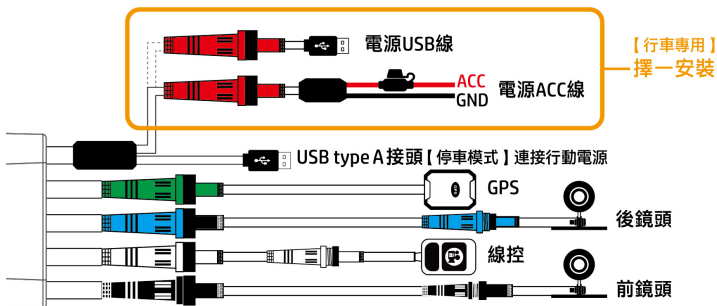 電源USB線
【行車專用】
擇一安裝
ACC
GND
電源ACC線
USB type A接頭【停車模式】連接行動電源
GPS
後鏡頭
線控
前鏡頭